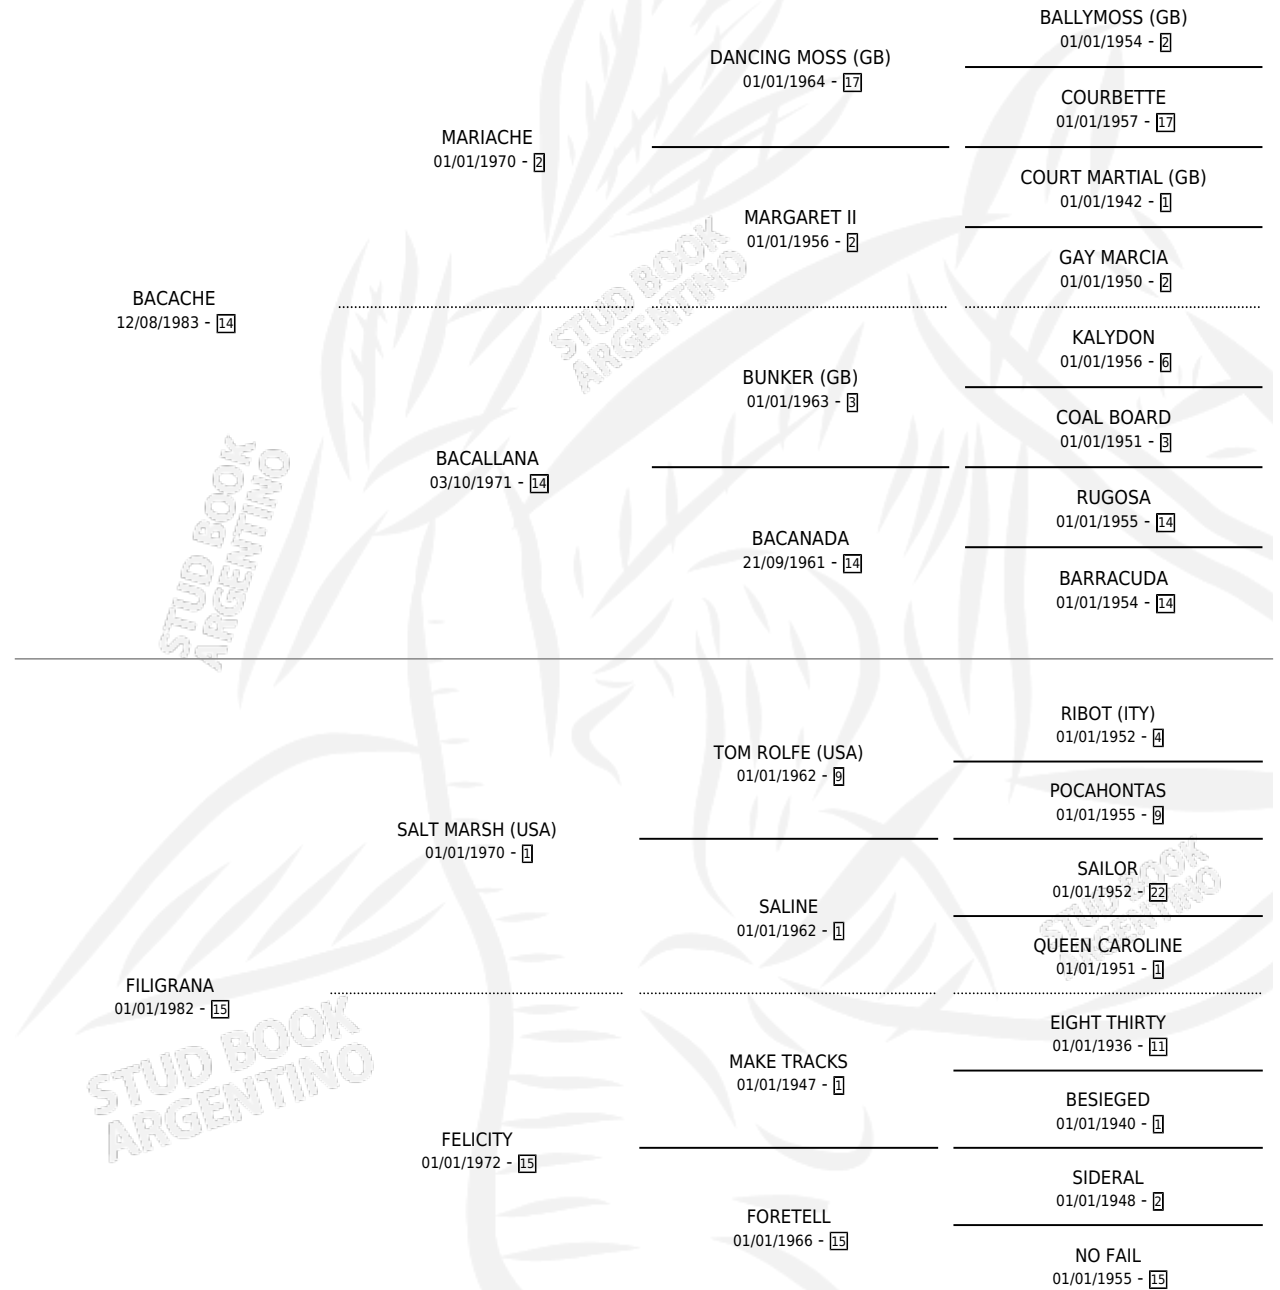 BALLYMOSS (GB)
01/01/1954 - 2
DANCING MOSS (GB)
01/01/1964 - 17
COURBETTE
01/01/1957 - 17
MARIACHE
01/01/1970 - 2
COURT MARTIAL (GB)
01/01/1942 - 1
MARGARET II
01/01/1956 - 2
GAY MARCIA
01/01/1950 - 2
BACACHE
12/08/1983 - 14
STUD BOOK
ARGENTINO
KALYDON
01/01/1956 - 6
BUNKER (GB)
01/01/1963 - 3
COAL BOARD
01/01/1951 - 3
BACALLANA
03/10/1971 - 14
STUD BOOK
ARGENTINO
RUGOSA
01/01/1955 - 14
BACANADA
21/09/1961 - 14
BARRACUDA
01/01/1954 - 14
RIBOT (ITY)
01/01/1952 - 4
TOM ROLFE (USA)
01/01/1962 - 9
POCAHONTAS
01/01/1955 - 9
SALT MARSH (USA)
01/01/1970 - 1
SAILOR
01/01/1952 - 22
SALINE
01/01/1962 - 1
STUD BOOK
ARGENTINO
QUEEN CAROLINE
01/01/1951 - 1
FILIGRANA
01/01/1982 - 15
STUD BOOK
ARGENTINO
EIGHT THIRTY
01/01/1936 - 11
MAKE TRACKS
01/01/1947 - 1
BESIEGED
01/01/1940 - 1
FELICITY
01/01/1972 - 15
SIDERAL
01/01/1948 - 2
FORETELL
01/01/1966 - 15
NO FAIL
01/01/1955 - 15